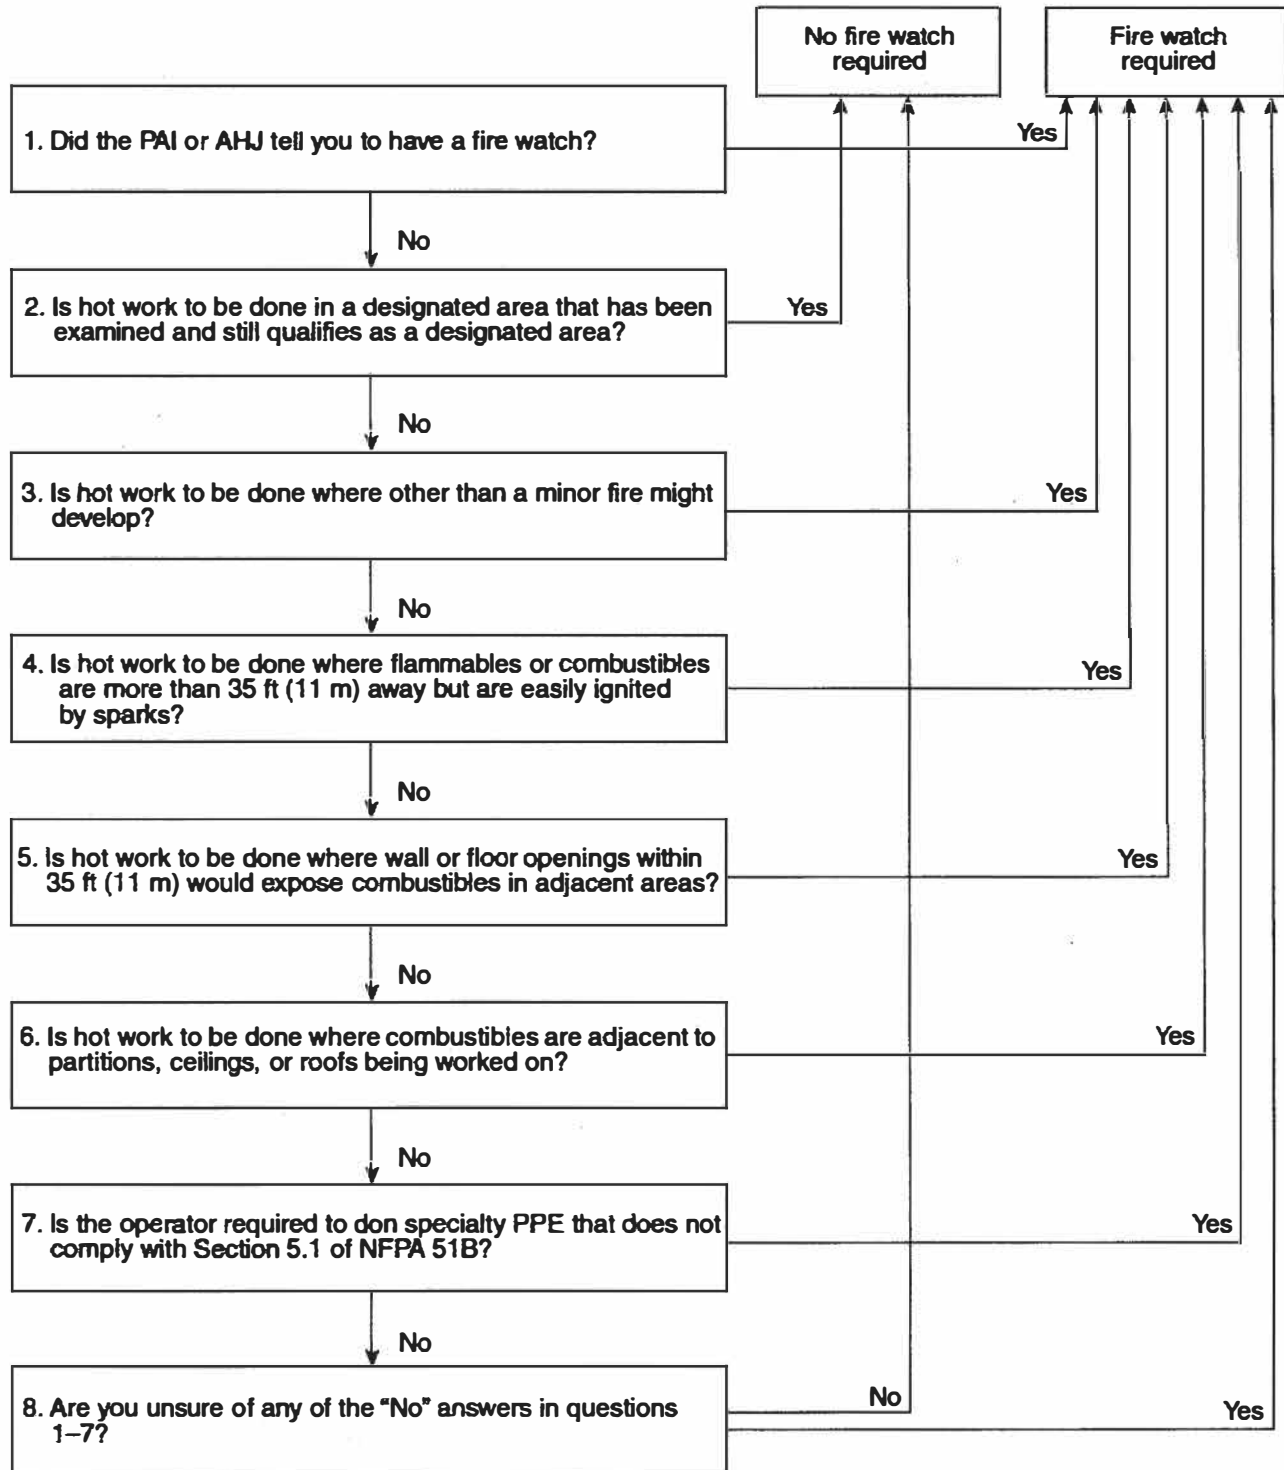 No fire watch
required
Fire watch
required
1. Did the PAI or AHJ tell you to have a fire watch?
Yes
No
2. Is hot work to be done in a designated area that has been
examined and still qualifies as a designated area?
Yes
No
3. Is hot work to be done where other than a minor fire might
develop?
Yes
No
4. Is hot work to be done where flammables or combustibles
are more than 35 ft (11 m) away but are easily ignited
by sparks?
Yes
No
5. Is hot work to be done where wall or floor openings within
35 ft (11 m) would expose combustibles in adjacent areas?
Yes
No
6. Is hot work to be done where combustibles are adjacent to
partitions, ceilings, or roofs being worked on?
Yes
No
7. Is the operator required to don specialty PPE that does not
comply with Section 5.1 of NFPA 51B?
Yes
No
8. Are you unsure of any of the "No" answers in questions
1–7?
No
Yes